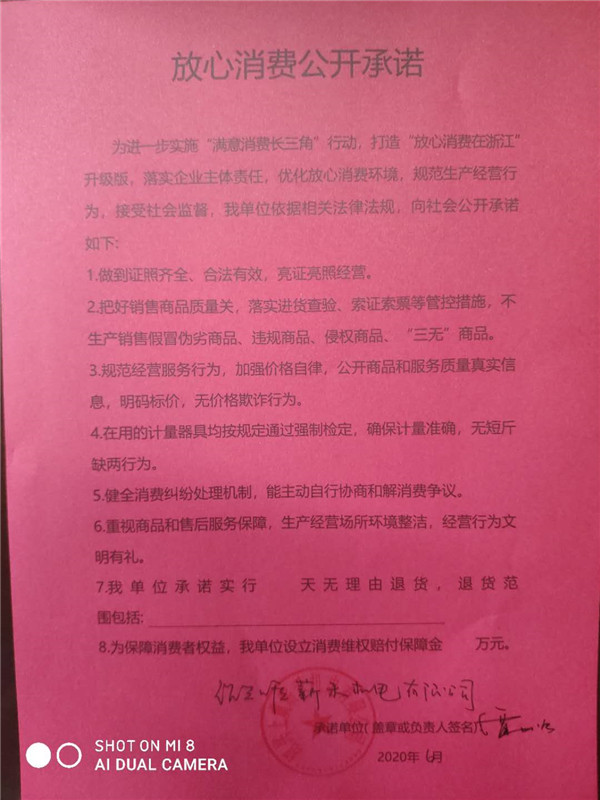 放心消费公开承诺
为进一步实施“满意消费长三角”行动，打造“放心消费在浙江”
升级版，落实企业主体责任，优化放心消费环境，规范生产经营行
为，接受社会监督，我单位依据相关法律法规，向社会公开承诺
如下:
1.做到证照齐全、合法有效，亮证亮照经营。
2.把好销售商品质量关，落实进货查验、索证索票等管控措施，不
生产销售假冒伪劣商品、违规商品、侵权商品、“三无”商品。
3.规范经营服务行为，加强价格自律，公开商品和服务质量真实信
息，明码标价，无价格欺诈行为。
4.在用的计量器具均按规定通过强制检定，确保计量准确，无短斤
缺两行为。
5.健全消费纠纷处理机制，能主动自行协商和解消费争议。
6.重视商品和售后服务保障，生产经营场所环境整洁，经营行为文
明有礼。
7.我单位承诺实行 天无理由退货，退货范
围包括:
8.为保障消费者权益，我单位设立消费维权赔付保障金 万元。
机电有限公司
承诺单位(盖章或负责人签名)
2020年 6月
SHOT ON MI 8
AI DUAL CAMERA